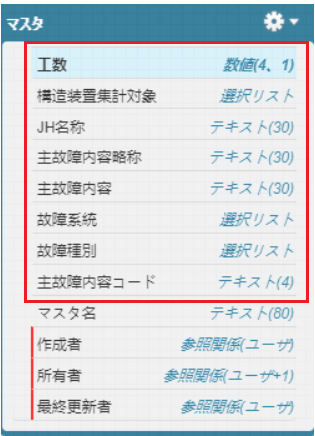 マスタ
工数 数値(4、1)
構造装置集計対象 選択リスト
JH名称 テキスト(30)
主故障内容略称 テキスト(30)
主故障内容 テキスト(30)
故障系統 選択リスト
故障種別 選択リスト
主故障内容コード テキスト(4)
マスタ名 テキスト(80)
作成者 参照関係(ユーザ)
所有者 参照関係(ユーザ+1)
最終更新者 参照関係(ユーザ)